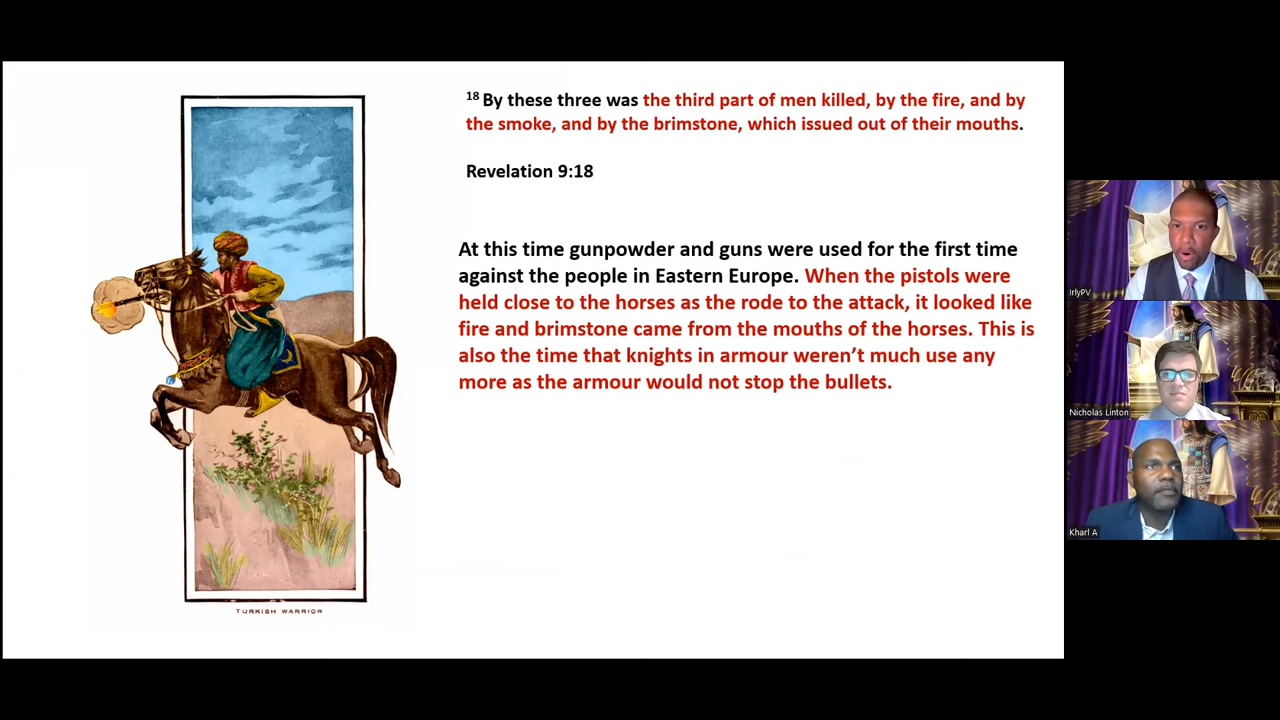 18 By these three was the third part of men killed, by the fire, and by
the smoke, and by the brimstone, which issued out of their mouths.
Revelation 9:18
At this time gunpowder and guns were used for the first time
against the people in Eastern Europe. When the pistols were
held close to the horses as the rode to the attack, it looked like
fire and brimstone came from the mouths of the horses. This is
also the time that knights in armour weren’t much use any
more as the armour would not stop the bullets.
TURKISH WARRIOR
IrlyPV
Nicholas Linton
Kharl A